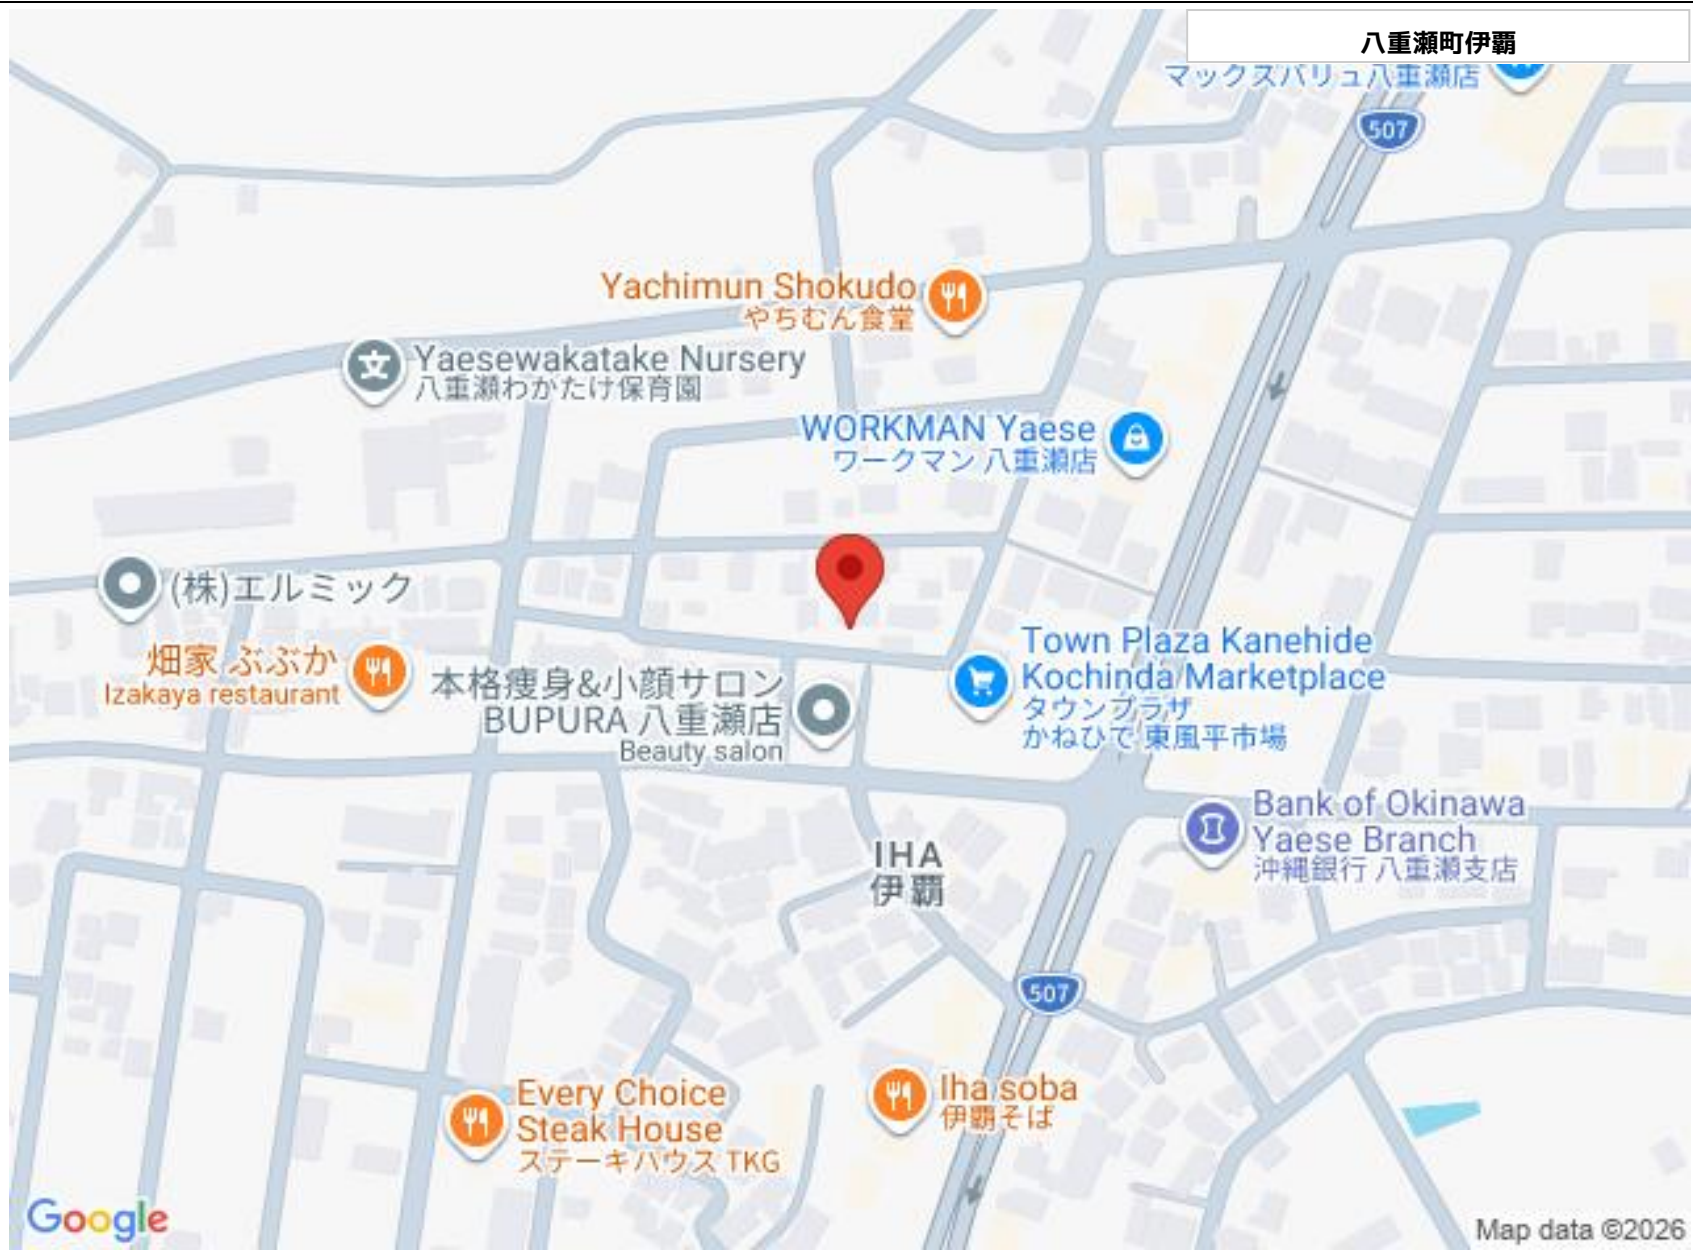 八重瀬町伊覇
マックスバリュ八重瀬店
507
Yachimun Shokudo
やちむん食堂
Yaesewakatake Nursery
八重瀬わかたけ保育園
WORKMAN Yaese
ワークマン 八重瀬店
(株)エルミック
畑家 ぶぶか
Izakaya restaurant
本格痩身&小顔サロン
BUPURA 八重瀬店
Beauty salon
Town Plaza Kanehide
Kochinda Marketplace
タウンプラザ
かねひで 東風平市場
Bank of Okinawa
Yaese Branch
沖縄銀行 八重瀬支店
IHA
伊覇
507
Every Choice
Steak House
ステーキハウス TKG
Iha soba
伊覇そば
Google
Map data ©2026